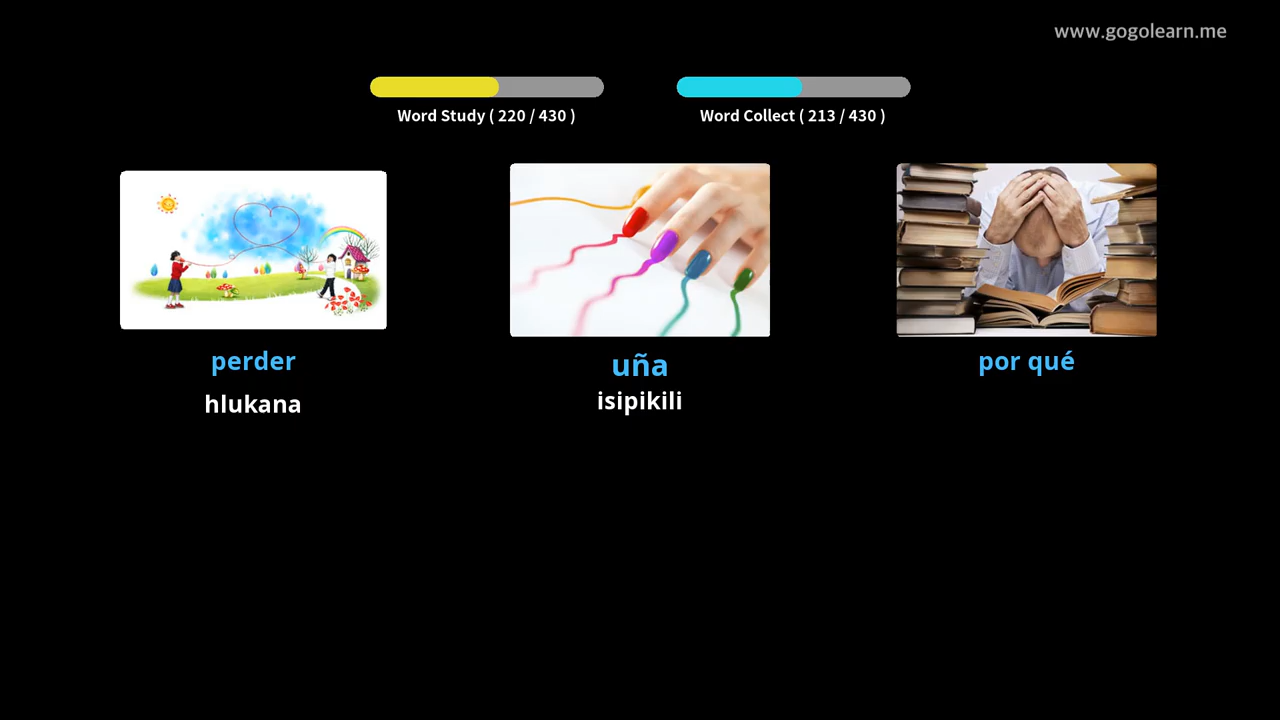 www.gogolearn.me
Word Study ( 220 / 430 )
Word Collect ( 213 / 430 )
perder
hlukana
uña
isipikili
por qué